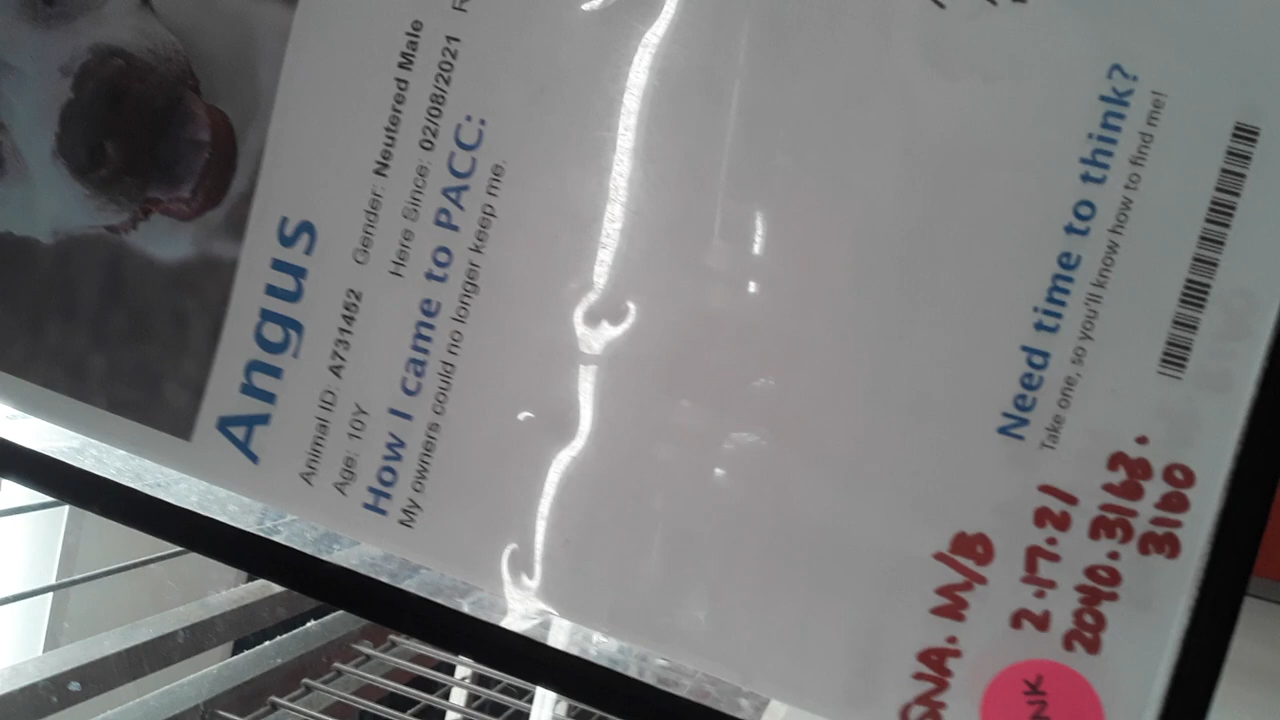 Angus
Animal ID: A731452 Gender: Neutered Male
Age: 10Y Here Since: 02/08/2021
How I came to PACC:
My owners could no longer keep me.
Need time to think?
Take one, so you'll know how to find me!
M/B
2·17·21
2040.3168.
3160
NK